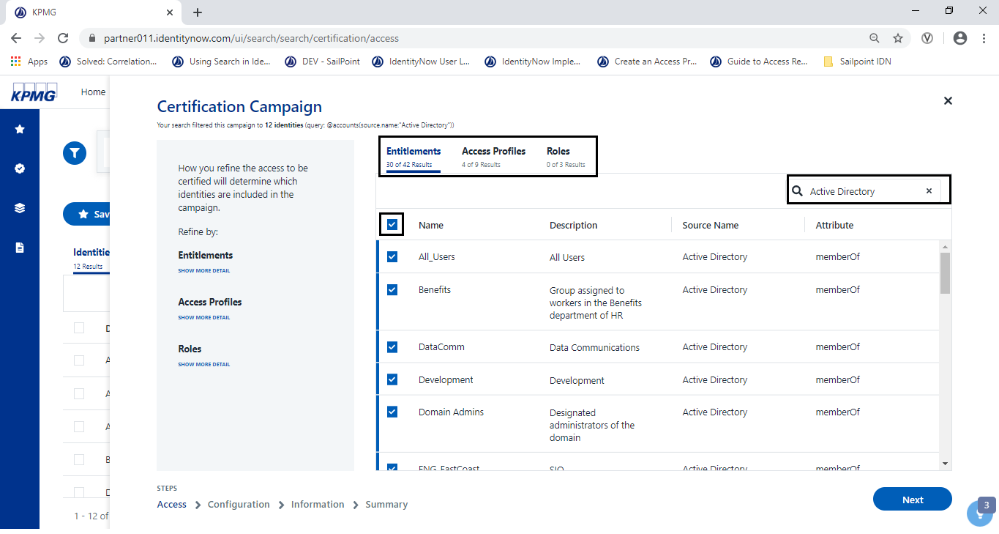 KPMG
partner011.identitynow.com/ui/search/search/certification/access
Apps
Solved: Correlation...
Using Search in Ide...
DEV - SailPoint
IdentityNow User L...
IdentityNow Imple...
Create an Access Pr...
Guide to Access Re...
Sailpoint IDN
KPMG
Home
Certification Campaign
Your search filtered this campaign to 12 identities (query: @accounts(source.name:"Active Directory"))
Sav
Identitie
12 Results
D
A
A
A
B
D
1 - 12 of
How you refine the access to be
certified will determine which
identities are included in the
campaign.
Refine by:
Entitlements
SHOW MORE DETAIL
Access Profiles
SHOW MORE DETAIL
Roles
SHOW MORE DETAIL
Entitlements Access Profiles Roles
30 of 42 Results 4 of 9 Results 0 of 3 Results
Active Directory
Name Description Source Name Attribute
All_Users All Users Active Directory memberOf
Benefits Group assigned to Active Directory memberOf
workers in the Benefits
department of HR
DataComm Data Communications Active Directory memberOf
Development Development Active Directory memberOf
Domain Admins Designated Active Directory memberOf
administrators of the
domain
ENG_EastCoast SIQ Active Directory memberOf
STEPS
Access Configuration Information Summary
Next
3